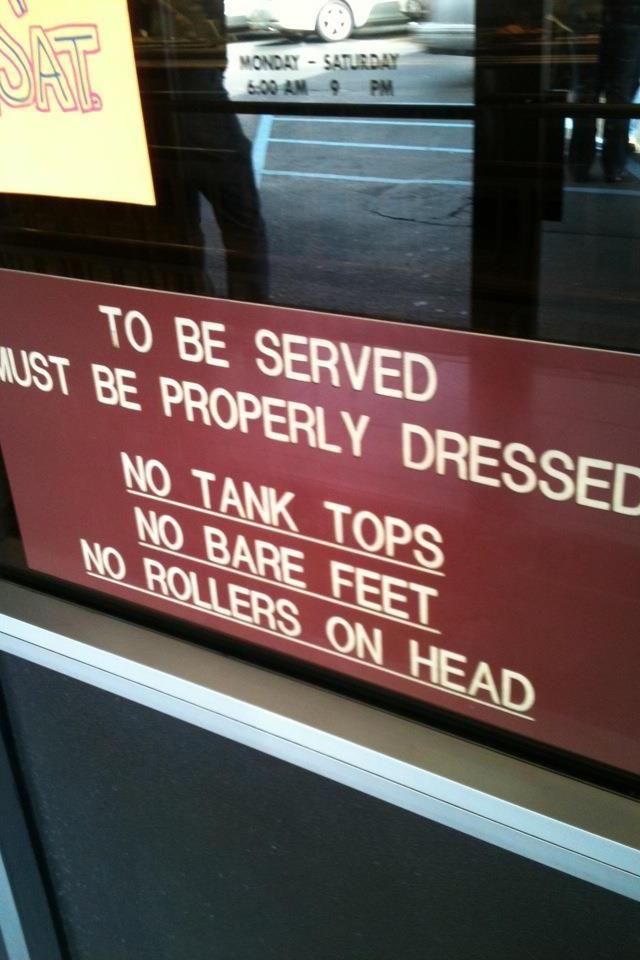 SAT.
MONDAY - SATURDAY
6:00 AM 9 PM
TO BE SERVED
MUST BE PROPERLY DRESSED
NO TANK TOPS
NO BARE FEET
NO ROLLERS ON HEAD